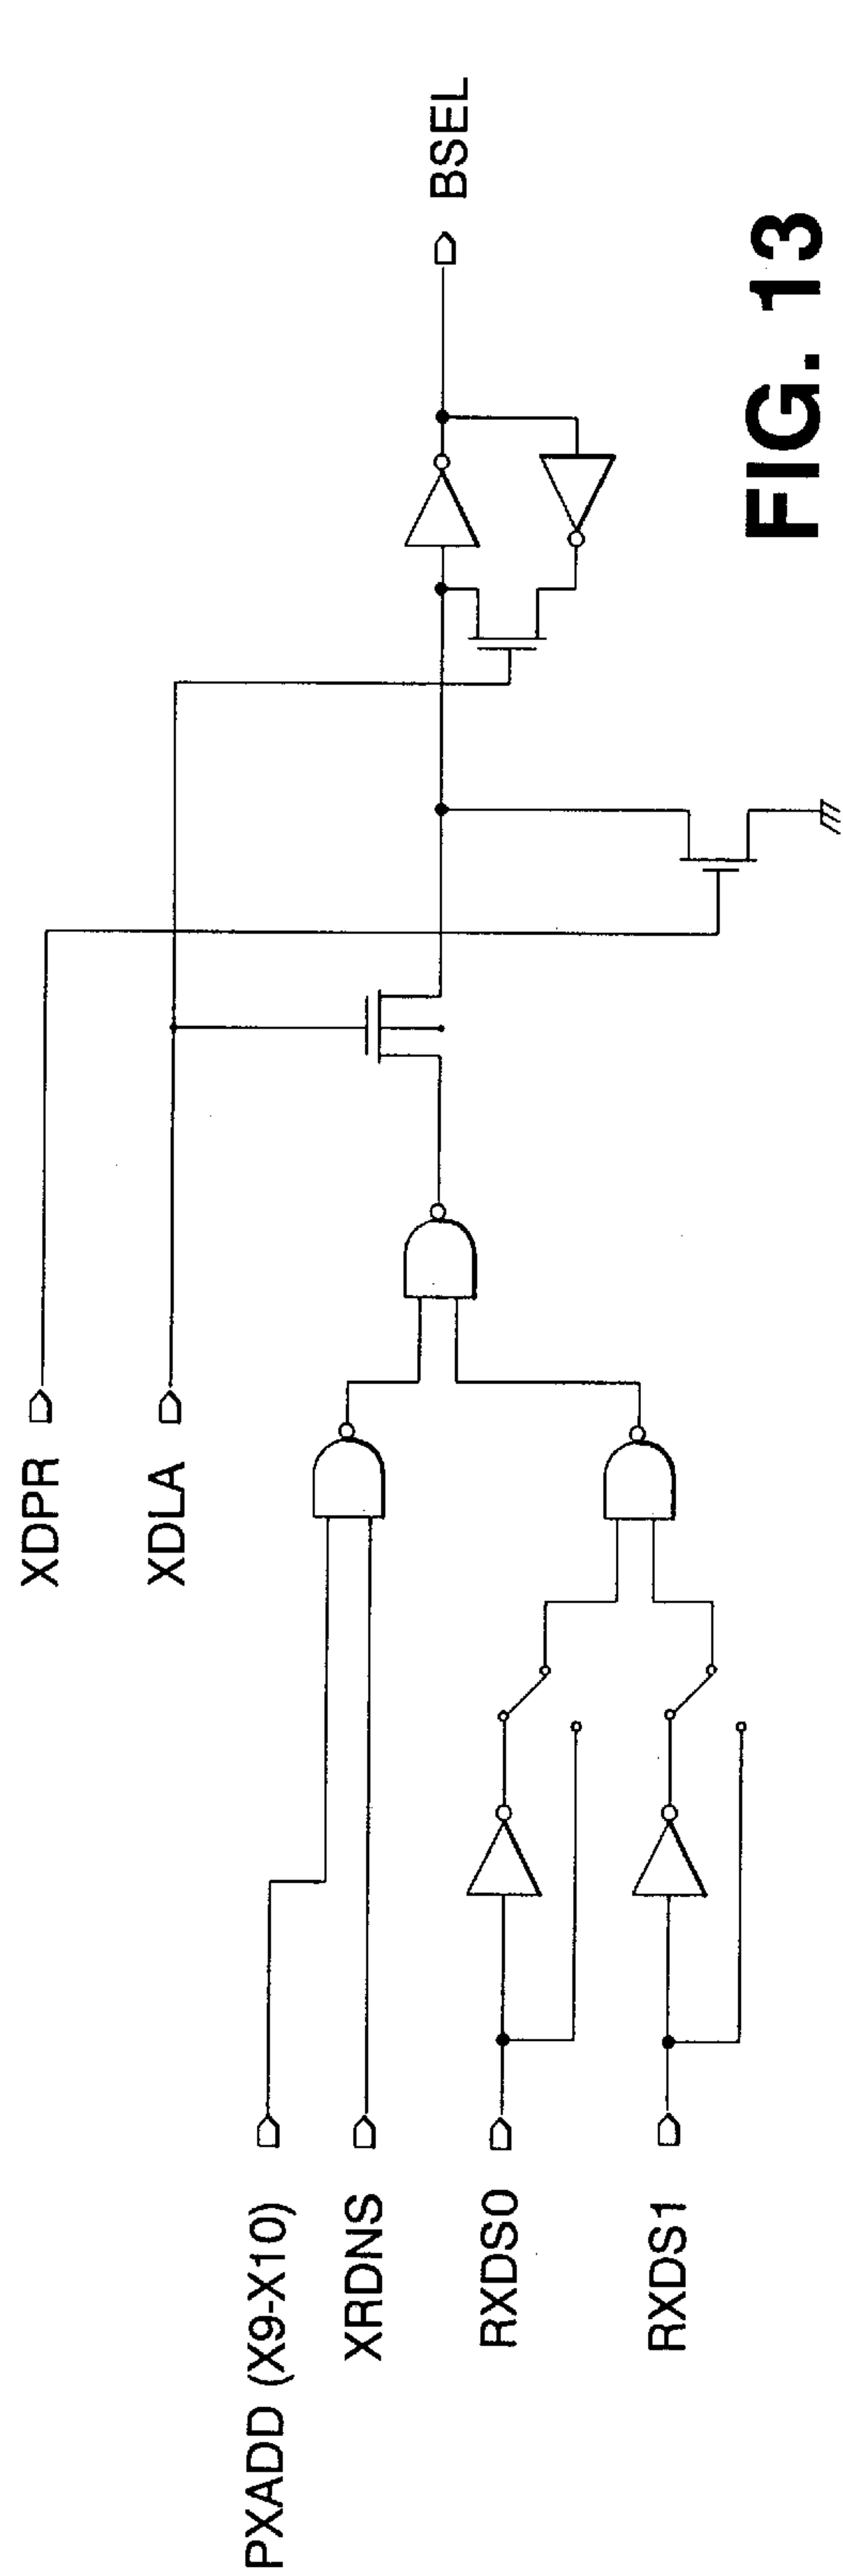 XDPR
XDLA
PXADD (X9-X10)
XRDNS
RXDS0
RXDS1
BSEL
FIG. 13